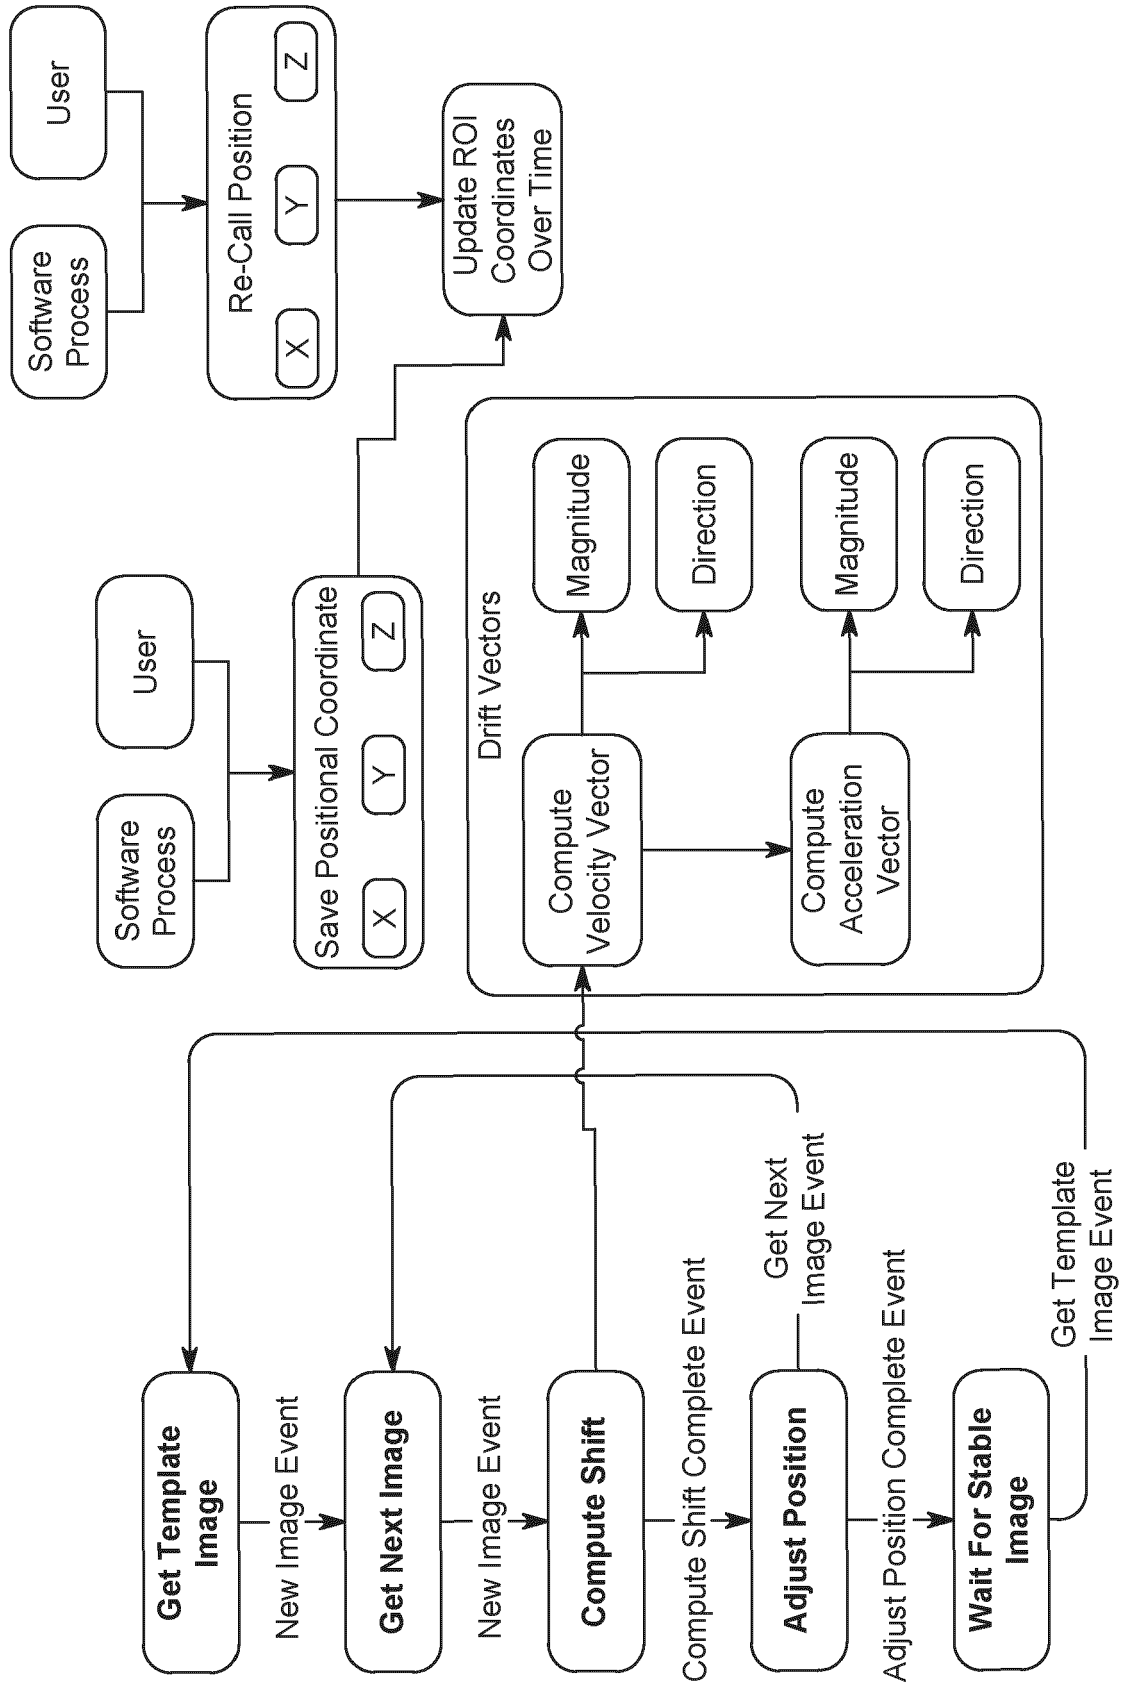 Get Template
Image
New Image Event
Get Next Image
New Image Event
Compute Shift
Compute Shift Complete Event
Adjust Position
Get Next
Image Event
Adjust Position Complete Event
Wait For Stable
Image
Get Template
Image Event
Software
Process
User
Save Positional Coordinate
X
Y
Z
Drift Vectors
Compute
Velocity Vector
Magnitude
Direction
Compute
Acceleration
Vector
Magnitude
Direction
Software
Process
User
Re-Call Position
X
Y
Z
Update ROI
Coordinates
Over Time